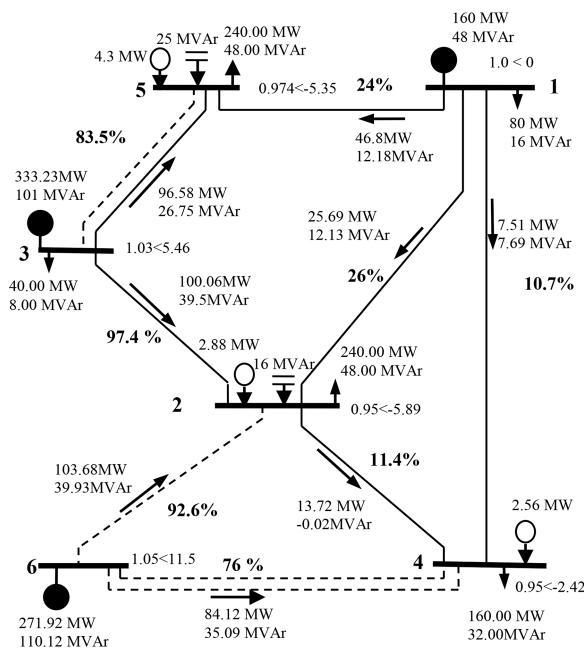 25 MVAr
240.00 MW
48.00 MVAr
4.3 MW
5
0.974<-5.35
24%
160 MW
48 MVAr
1.0 < 0
1
80 MW
16 MVAr
46.8MW
12.18MVAr
83.5%
333.23MW
101 MVAr
3
1.03<5.46
40.00 MW
8.00 MVAr
96.58 MW
26.75 MVAr
25.69 MW
12.13 MVAr
26%
7.51 MW
7.69 MVAr
10.7%
100.06MW
39.5MVAr
97.4 %
2.88 MW
16 MVAr
240.00 MW
48.00 MVAr
2
0.95<-5.89
11.4%
103.68MW
39.93MVAr
92.6%
13.72 MW
-0.02MVAr
2.56 MW
6
1.05<11.5
76 %
4
0.95<-2.42
271.92 MW
110.12 MVAr
84.12 MW
35.09 MVAr
160.00 MW
32.00MVAr